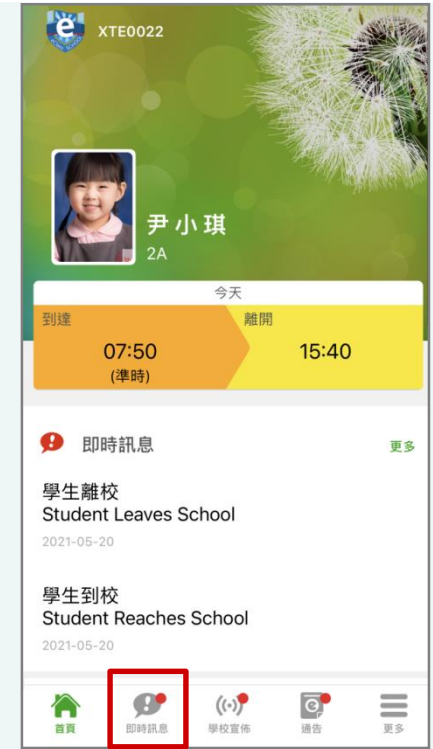 XTE0022
尹小琪
2A
今天
到達
離開
07:50
15:40
(準時)
即時訊息
更多
學生離校
Student Leaves School
2021-05-20
學生到校
Student Reaches School
2021-05-20
首頁
即時訊息
學校宣佈
通告
更多